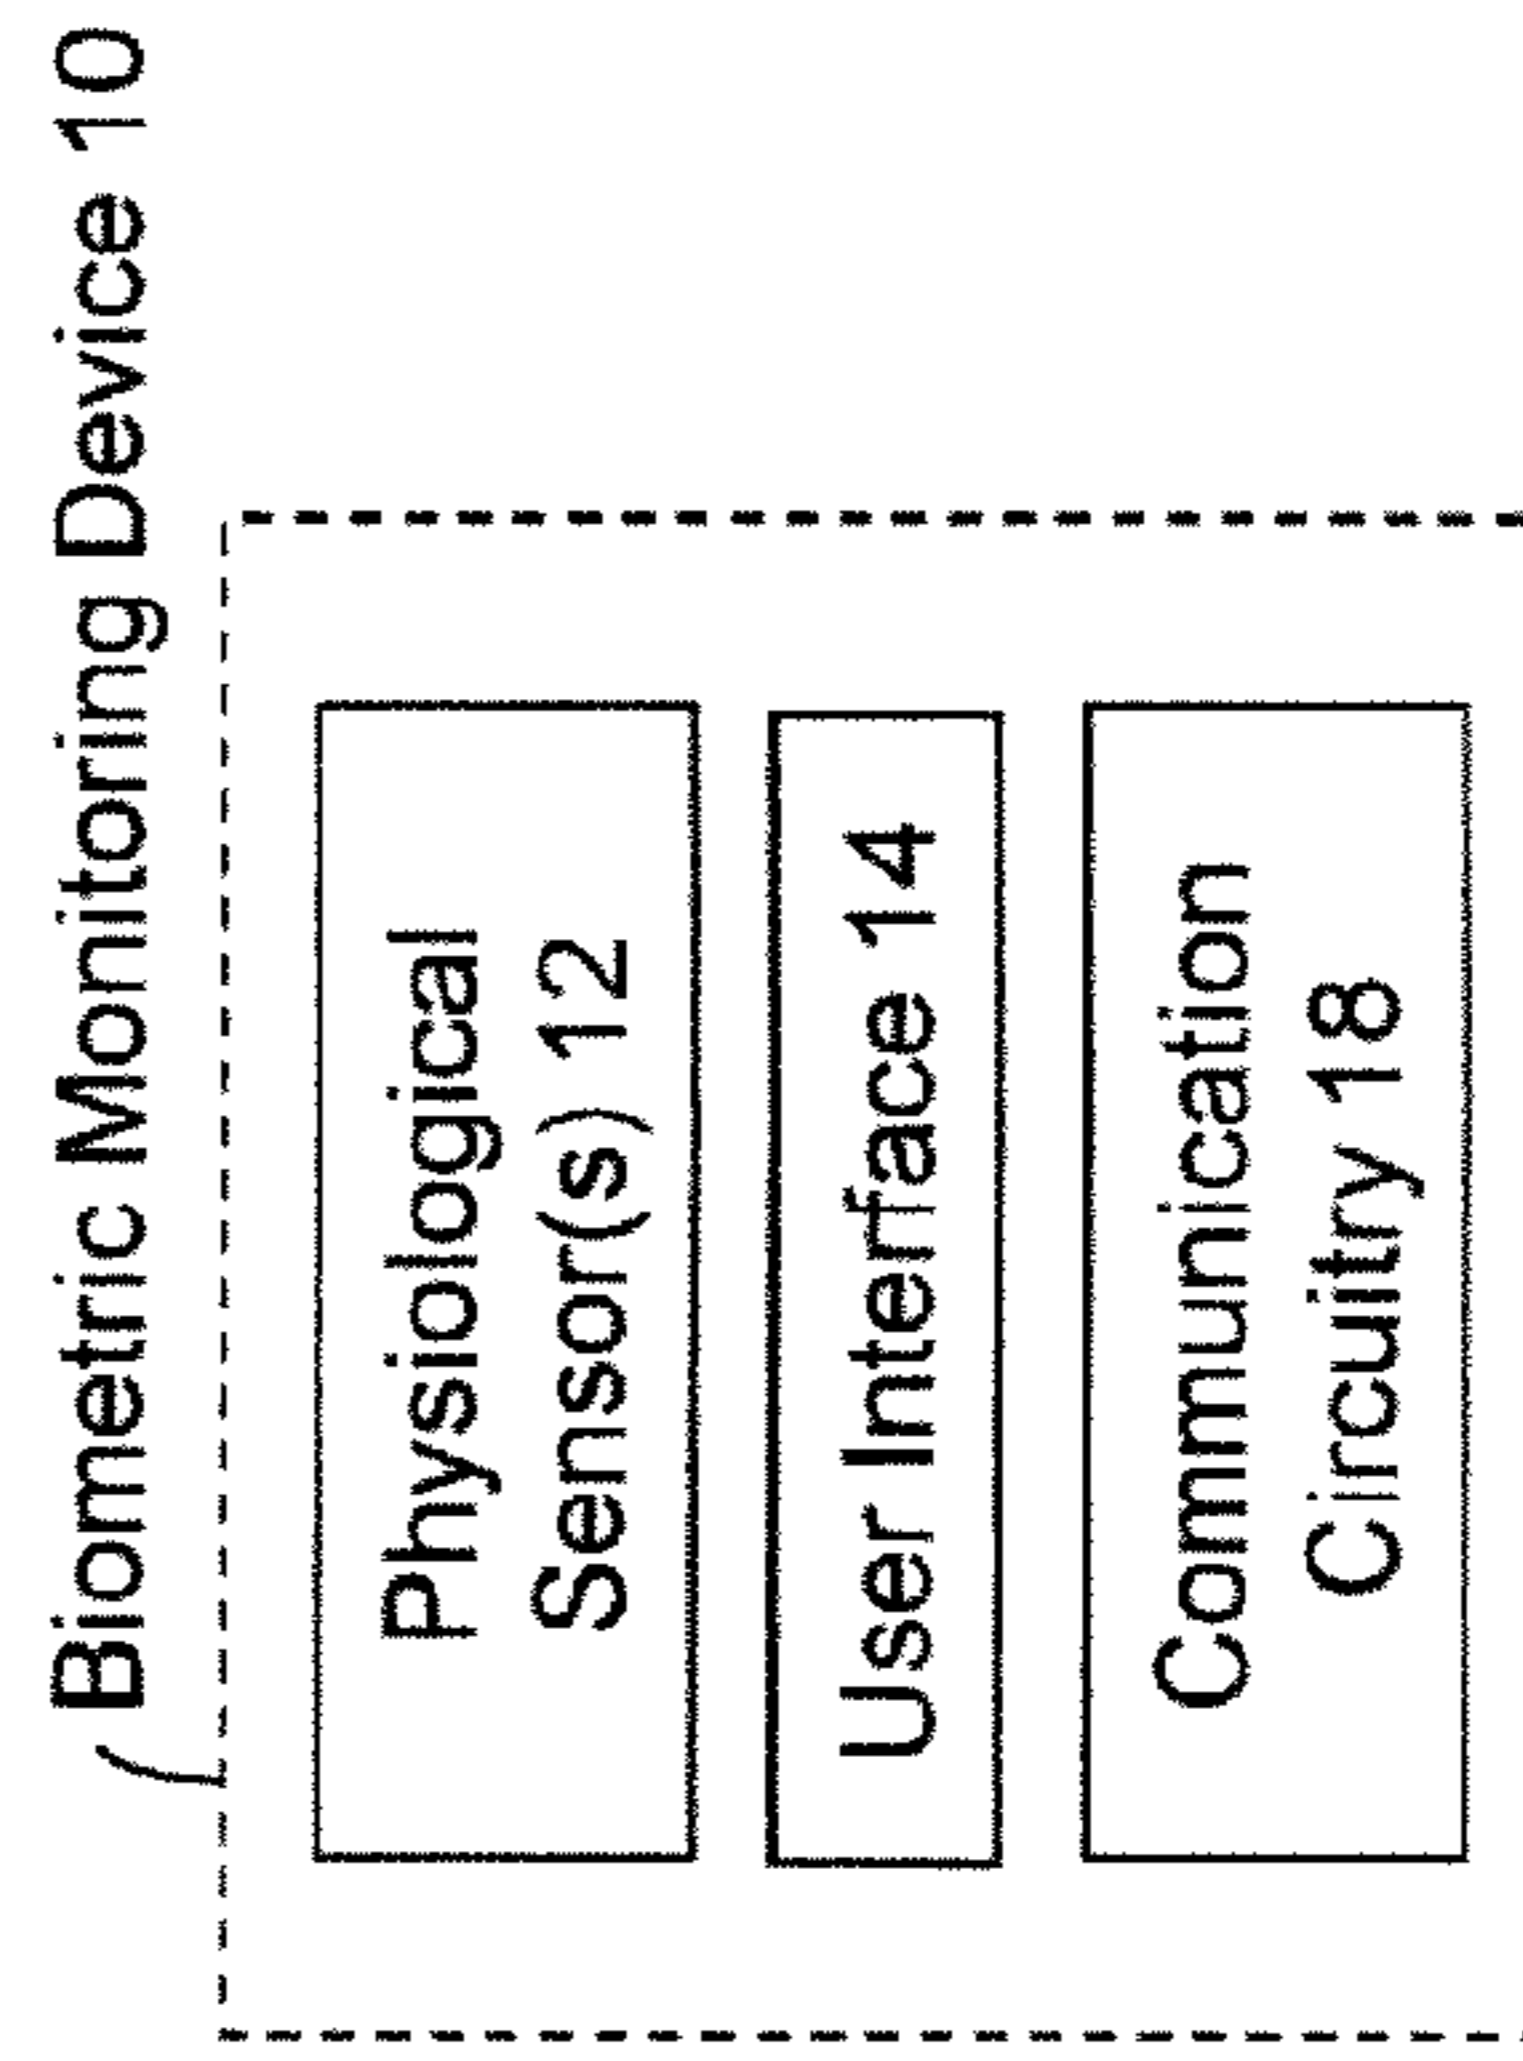 Biometric Monitoring Device 10
Physiological
Sensor(s) 12
User Interface 14
Communication
Circuitry 18